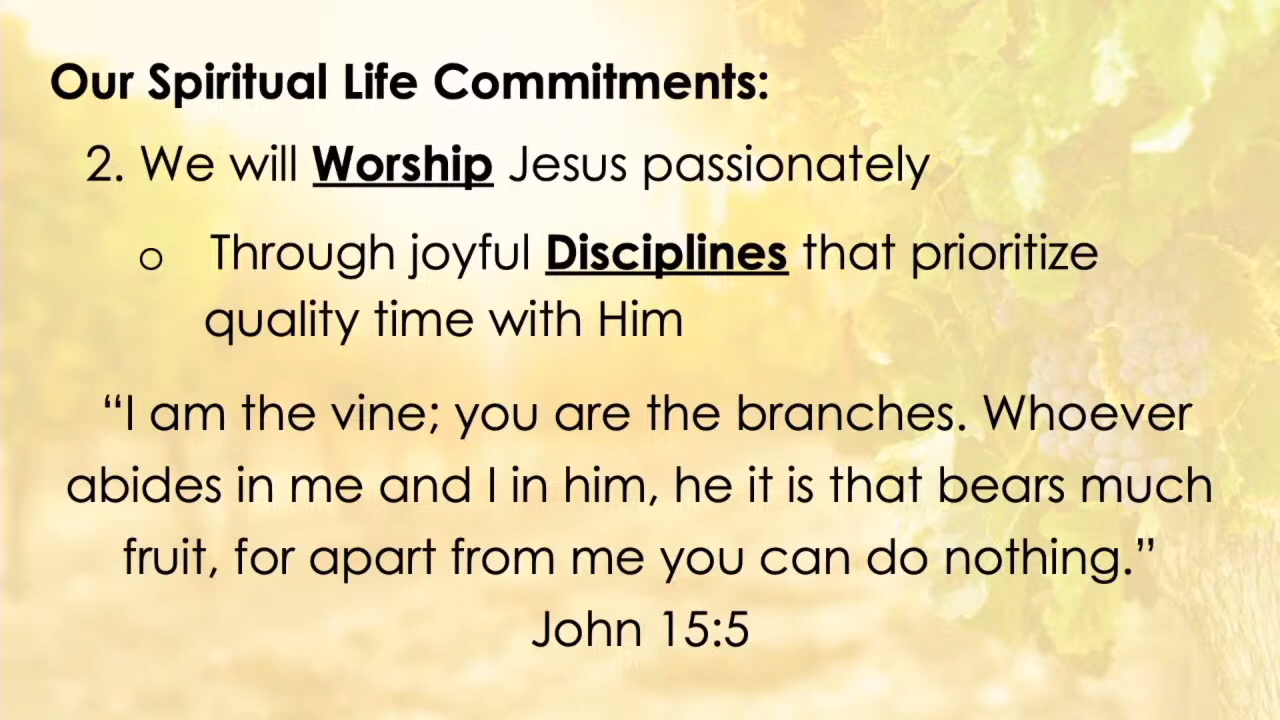 Our Spiritual Life Commitments:
2. We will Worship Jesus passionately
o Through joyful Disciplines that prioritize
quality time with Him
“I am the vine; you are the branches. Whoever
abides in me and I in him, he it is that bears much
fruit, for apart from me you can do nothing.”
John 15:5